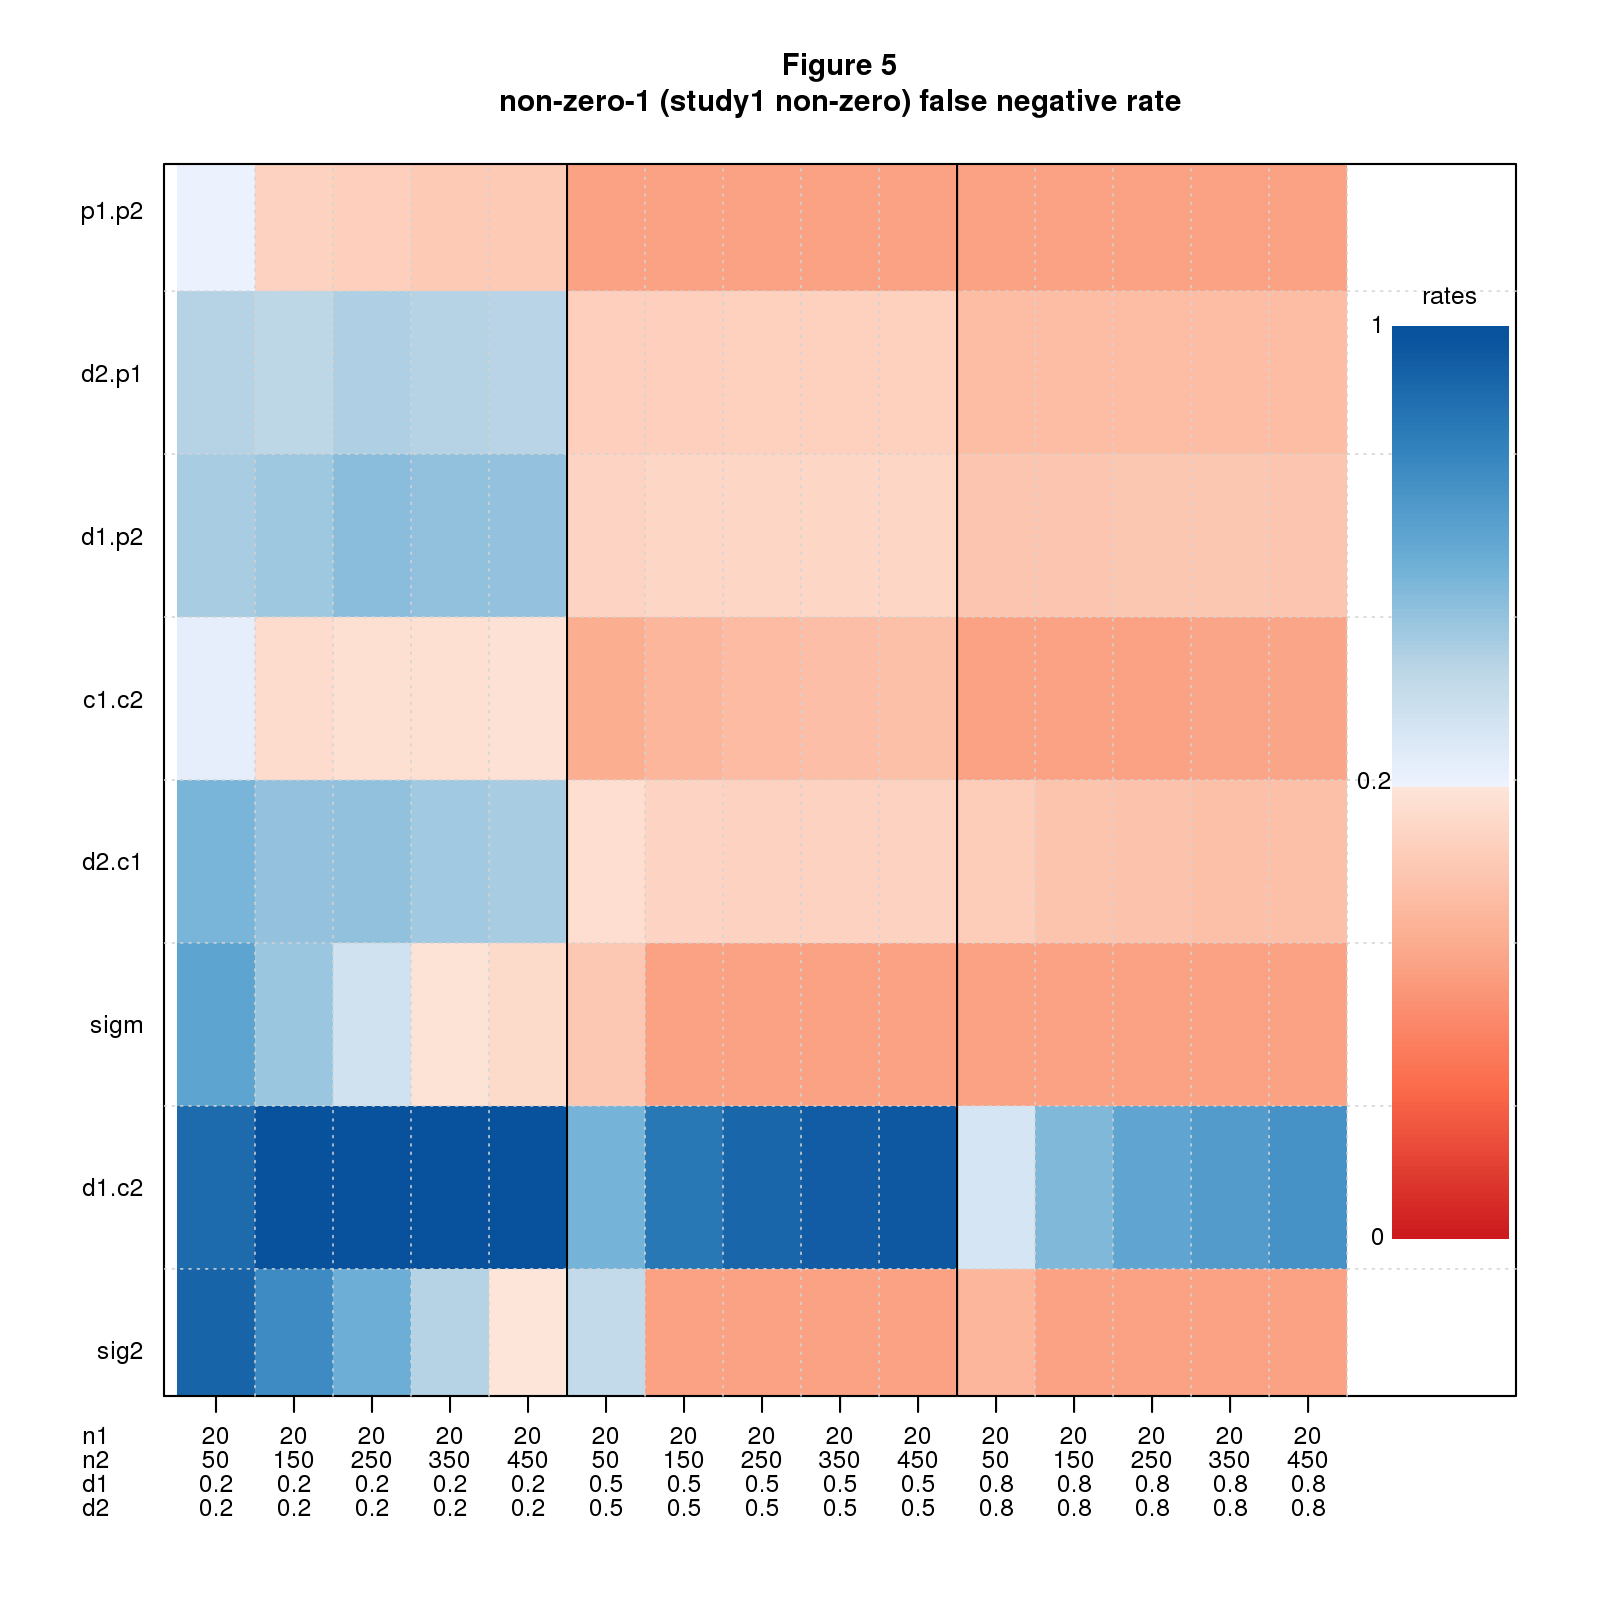 Figure 5
non-zero-1 (study1 non-zero) false negative rate
p1.p2
d2.p1
d1.p2
c1.c2
d2.c1
sigm
d1.c2
sig2
rates
1
0.2
0
n1 20 20 20 20 20 20 20 20 20 20 20 20 20 20 20
n2 50 150 250 350 450 50 150 250 350 450 50 150 250 350 450
d1 0.2 0.2 0.2 0.2 0.2 0.5 0.5 0.5 0.5 0.5 0.8 0.8 0.8 0.8 0.8
d2 0.2 0.2 0.2 0.2 0.2 0.5 0.5 0.5 0.5 0.5 0.8 0.8 0.8 0.8 0.8